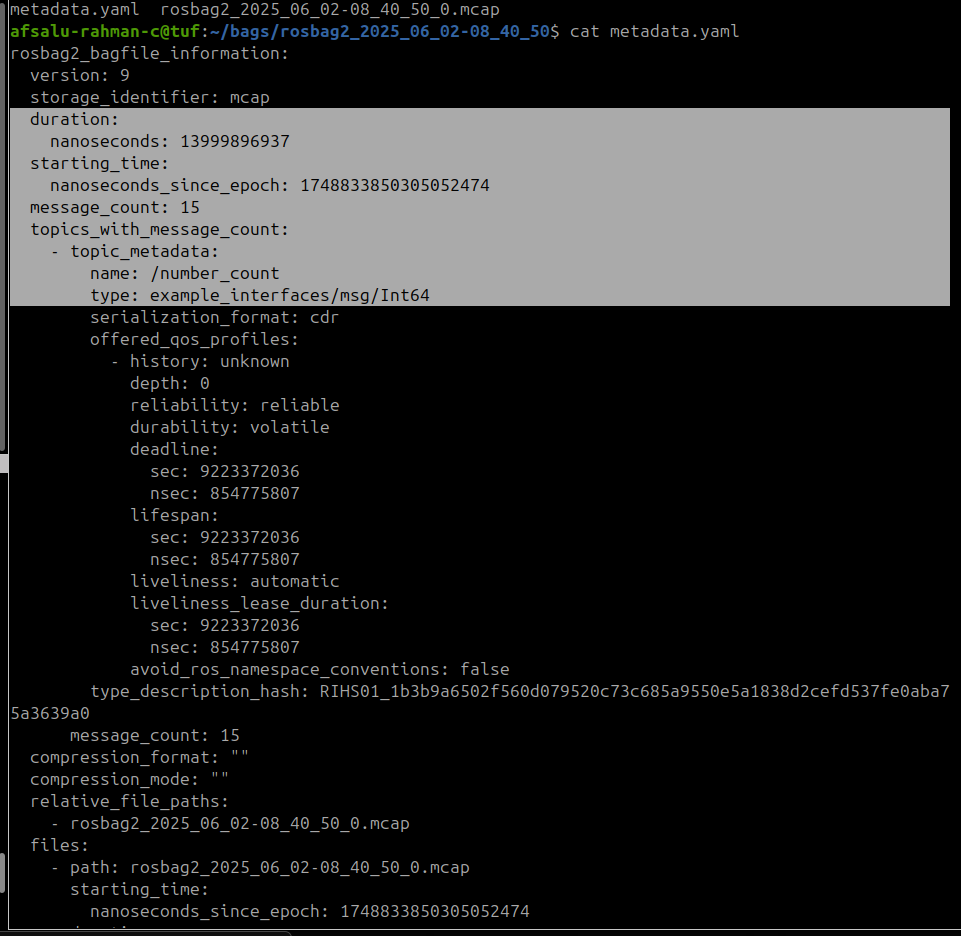 metadata.yaml  rosbag2_2025_06_02-08_40_50_0.mcap
afsalu-rahman-c@tuf:~/bags/rosbag2_2025_06_02-08_40_50$ cat metadata.yaml
rosbag2_bagfile_information:
  version: 9
  storage_identifier: mcap
  duration:
    nanoseconds: 13999896937
  starting_time:
    nanoseconds_since_epoch: 1748833850305052474
  message_count: 15
  topics_with_message_count:
    - topic_metadata:
        name: /number_count
        type: example_interfaces/msg/Int64
        serialization_format: cdr
        offered_qos_profiles:
          - history: unknown
            depth: 0
            reliability: reliable
            durability: volatile
            deadline:
              sec: 9223372036
              nsec: 854775807
            lifespan:
              sec: 9223372036
              nsec: 854775807
            liveliness: automatic
            liveliness_lease_duration:
              sec: 9223372036
              nsec: 854775807
            avoid_ros_namespace_conventions: false
        type_description_hash: RIHS01_1b3b9a6502f560d079520c73c685a9550e5a1838d2cefd537fe0aba7
5a3639a0
      message_count: 15
  compression_format: ""
  compression_mode: ""
  relative_file_paths:
    - rosbag2_2025_06_02-08_40_50_0.mcap
  files:
    - path: rosbag2_2025_06_02-08_40_50_0.mcap
      starting_time:
        nanoseconds_since_epoch: 1748833850305052474